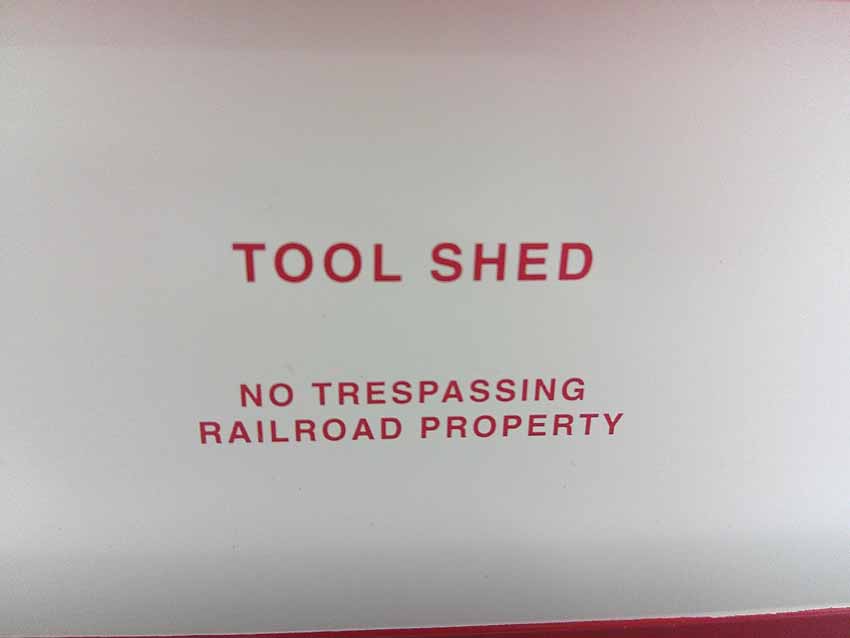 TOOL SHED
NO TRESPASSING
RAILROAD PROPERTY